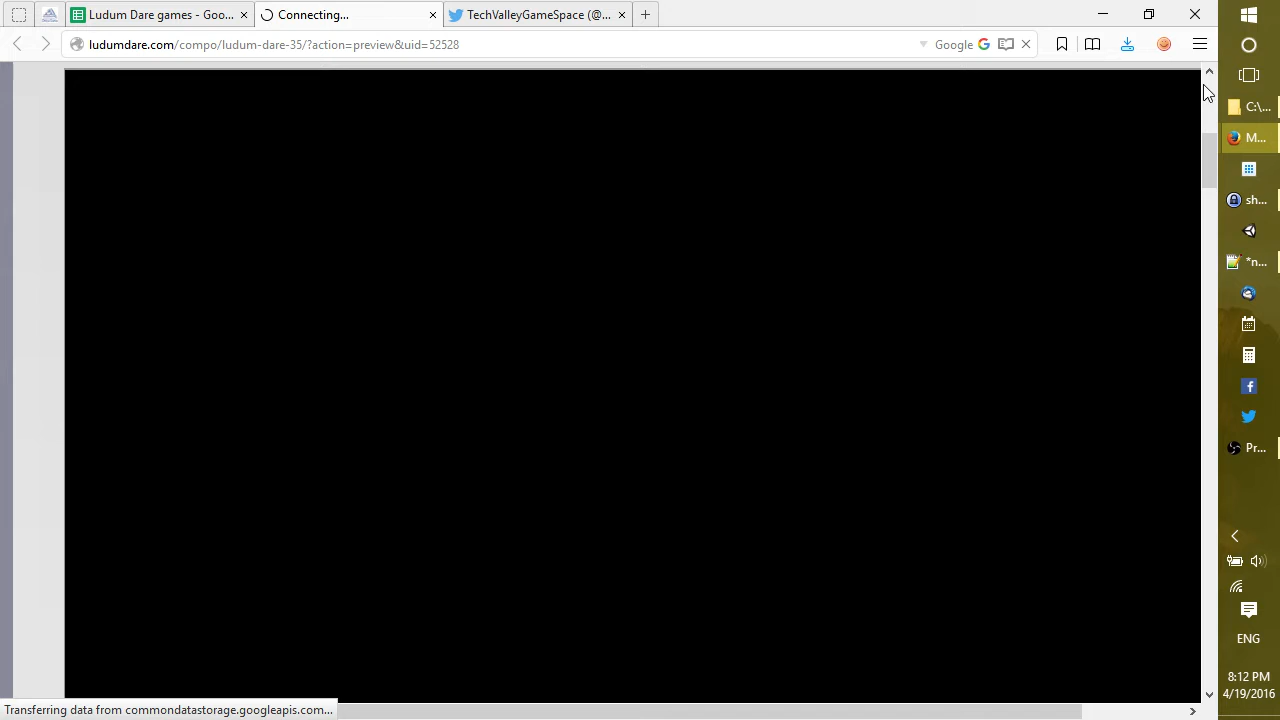 Ludum Dare games - Goo...
Connecting...
TechValleyGameSpace (@...
ludumdare.com/compo/ludum-dare-35/?action=preview&uid=52528
Google
C:\...
M...
sh...
*n...
Pr...
ENG
8:12 PM
4/19/2016
Transferring data from commondatastorage.googleapis.com...